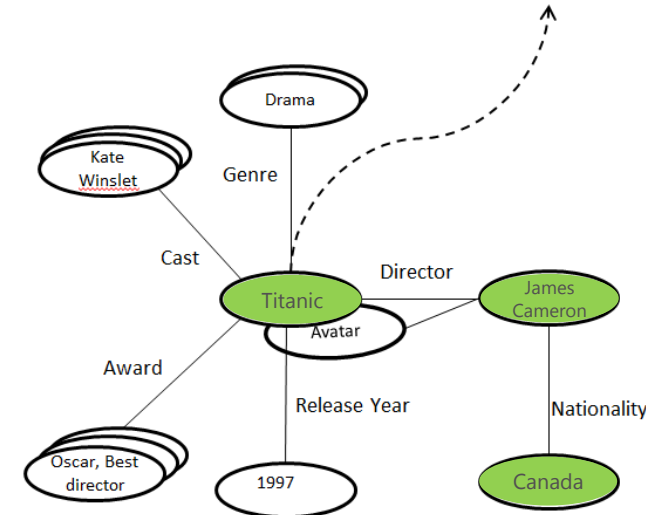 Drama
Kate
Winslet
Genre
Cast
Director
Titanic
James
Cameron
Avatar
Award
Release Year
Nationality
Oscar, Best
director
1997
Canada